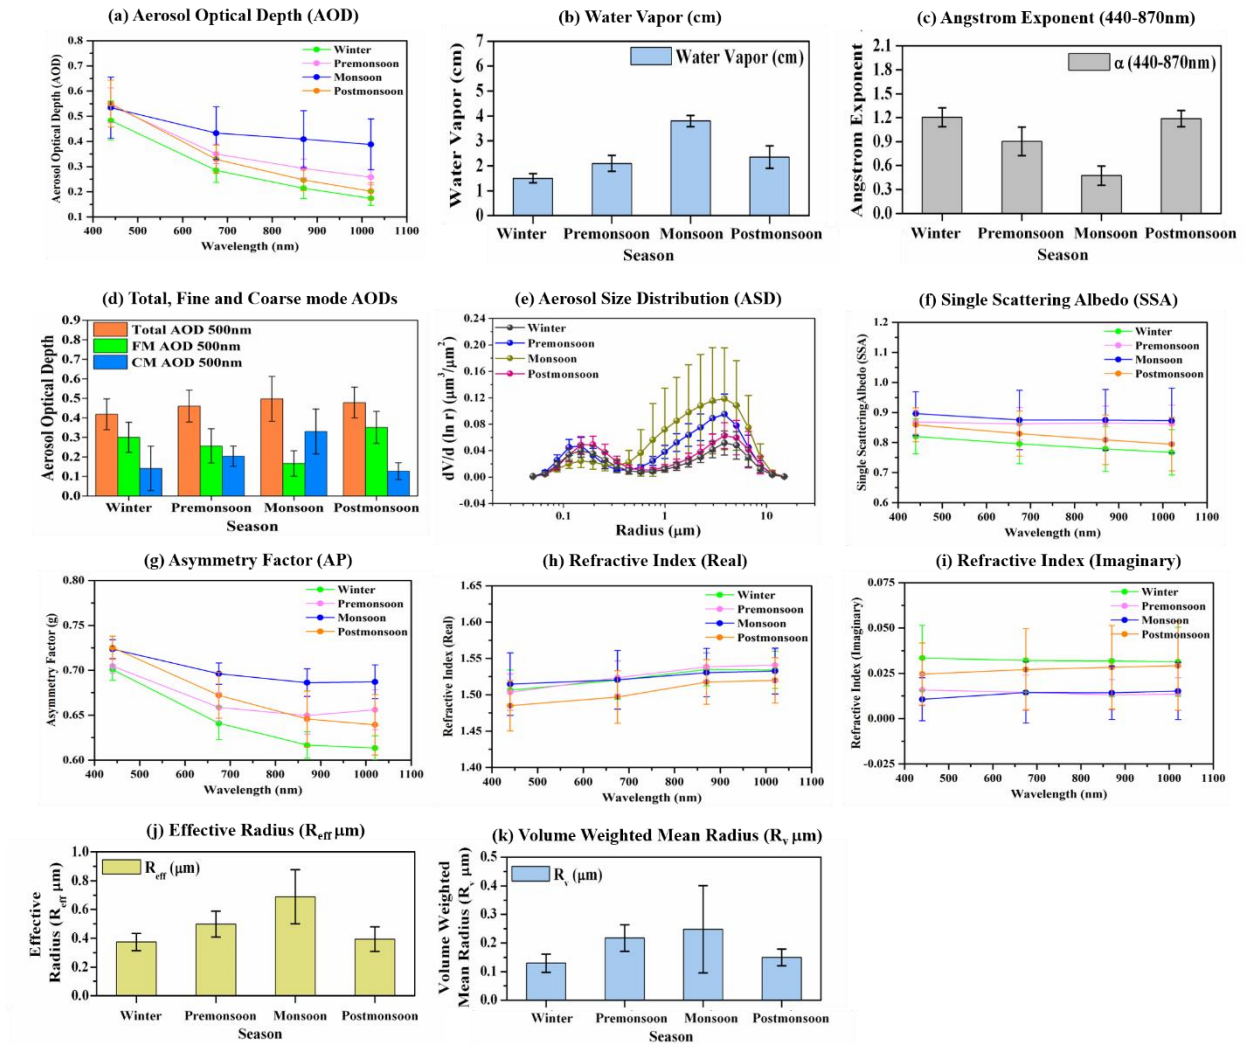 (a) Aerosol Optical Depth (AOD)
Aerosol Optical Depth (AOD)
0.8
0.7
0.6
0.5
0.4
0.3
0.2
0.1
Winter
Premonsoon
Monsoon
Postmonsoon
400 500 600 700 800 900 1000 1100
Wavelength (nm)
(b) Water Vapor (cm)
Water Vapor (cm)
7
6
5
4
3
2
1
0
Water Vapor (cm)
Winter Premonsoon Monsoon Postmonsoon
Season
(c) Angstrom Exponent (440-870nm)
Angstrom Exponent
2.1
1.8
1.5
1.2
0.9
0.6
0.3
0.0
α (440-870nm)
Winter Premonsoon Monsoon Postmonsoon
Season
(d) Total, Fine and Coarse mode AODs
Aerosol Optical Depth
0.9
0.8
0.7
0.6
0.5
0.4
0.3
0.2
0.1
0.0
Total AOD 500nm
FM AOD 500nm
CM AOD 500nm
Winter Premonsoon Monsoon Postmonsoon
Season
(e) Aerosol Size Distribution (ASD)
dV/d (ln r) (μm³/μm²)
0.24
0.20
0.16
0.12
0.08
0.04
0.00
-0.04
Winter
Premonsoon
Monsoon
Postmonsoon
0.1 1 10
Radius (μm)
(f) Single Scattering Albedo (SSA)
Single ScatteringAlbedo (SSA)
1.2
1.1
1.0
0.9
0.8
0.7
0.6
Winter
Premonsoon
Monsoon
Postmonsoon
400 500 600 700 800 900 1000 1100
Wavelength (nm)
(g) Asymmetry Factor (AP)
Asymmetry Factor (g)
0.80
0.75
0.70
0.65
0.60
Winter
Premonsoon
Monsoon
Postmonsoon
400 500 600 700 800 900 1000 1100
Wavelength (nm)
(h) Refractive Index (Real)
Refractive Index (Real)
1.65
1.60
1.55
1.50
1.45
1.40
Winter
Premonsoon
Monsoon
Postmonsoon
400 500 600 700 800 900 1000 1100
Wavelength (nm)
(i) Refractive Index (Imaginary)
Refractive Index (Imaginary)
0.075
0.050
0.025
0.000
-0.025
Winter
Premonsoon
Monsoon
Postmonsoon
400 500 600 700 800 900 1000 1100
Wavelength (nm)
(j) Effective Radius (Reff μm)
Effective
Radius (Reff μm)
1.0
0.8
0.6
0.4
0.2
0.0
Reff (μm)
Winter Premonsoon Monsoon Postmonsoon
Season
(k) Volume Weighted Mean Radius (Rv μm)
Volume Weighted
Mean Radius (Rv μm)
0.5
0.4
0.3
0.2
0.1
0.0
Rv (μm)
Winter Premonsoon Monsoon Postmonsoon
Season